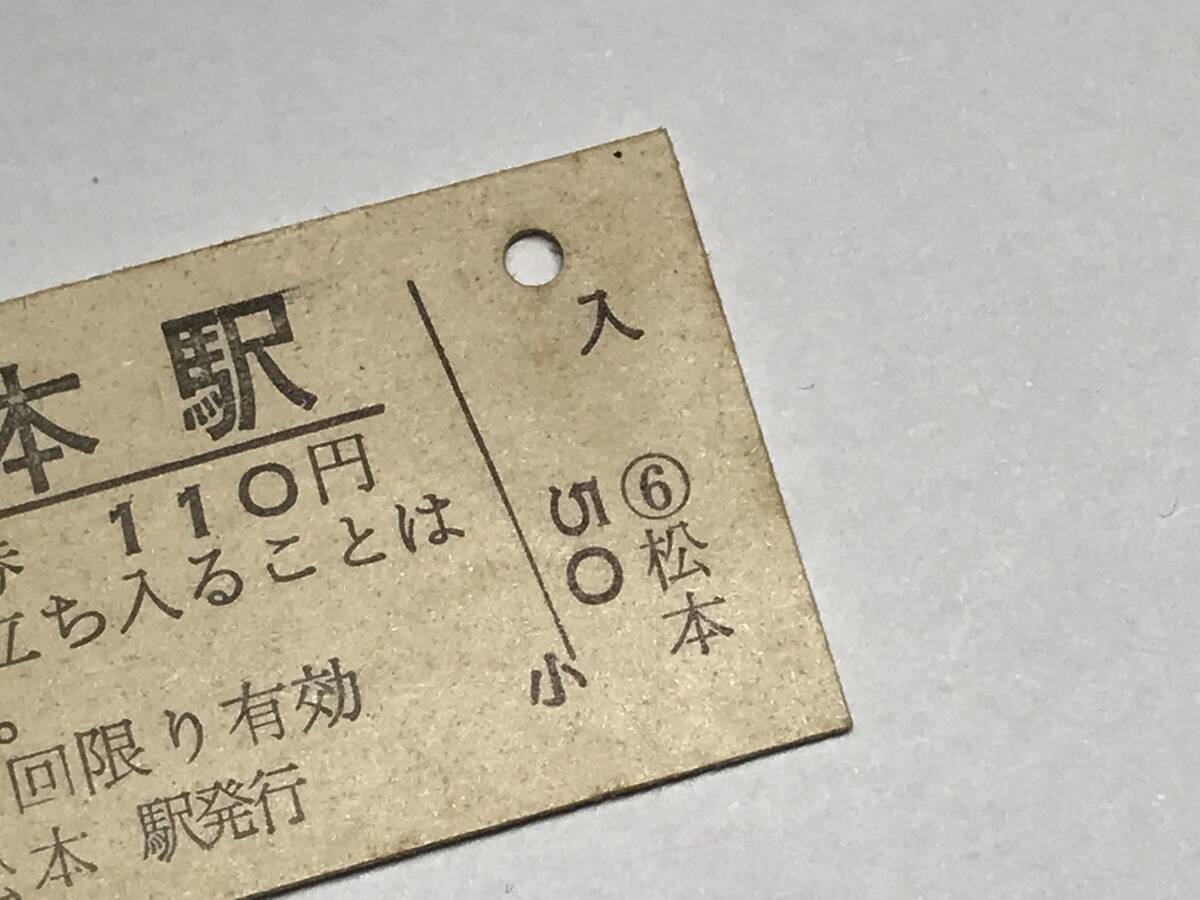 本駅
券 110円
立ち入ることは
。
回限り有効
松本 駅発行
入
50
⑥松本
小